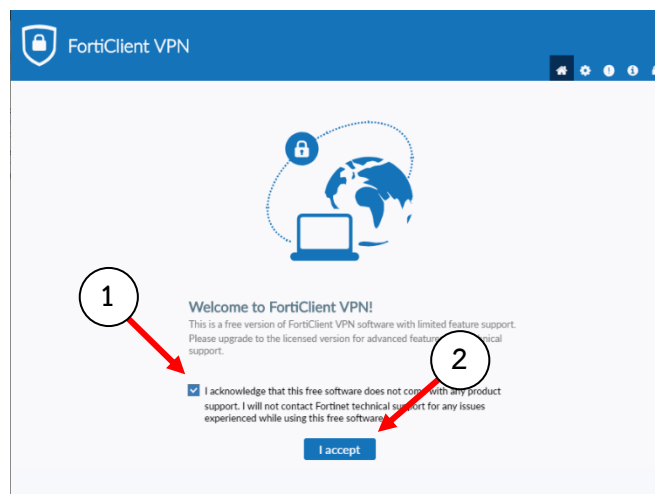 FortiClient VPN
1
Welcome to FortiClient VPN!
This is a free version of FortiClient VPN software with limited feature support.
Please upgrade to the licensed version for advanced
support.
2
I acknowledge that this free software does not come with any product
support. I will not contact Fortinet technical support for any issues
experienced while using this free software
I accept